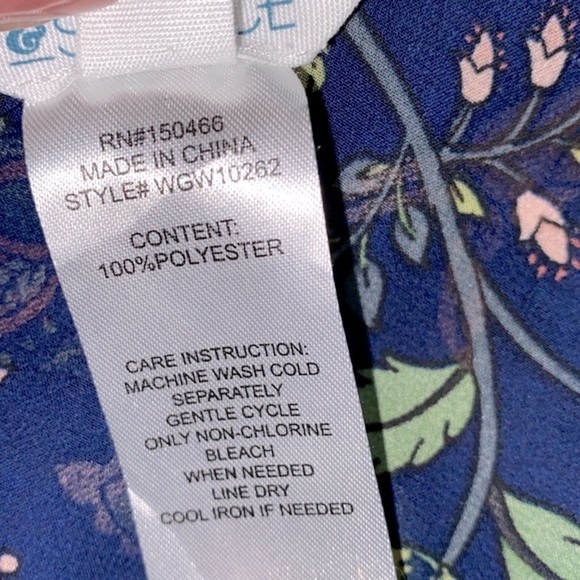 &
RN#150466
MADE IN CHINA
STYLE# WGW10262
CONTENT:
100%POLYESTER
CARE INSTRUCTION:
MACHINE WASH COLD
SEPARATELY
GENTLE CYCLE
ONLY NON-CHLORINE
BLEACH
WHEN NEEDED
LINE DRY
COOL IRON IF NEEDED